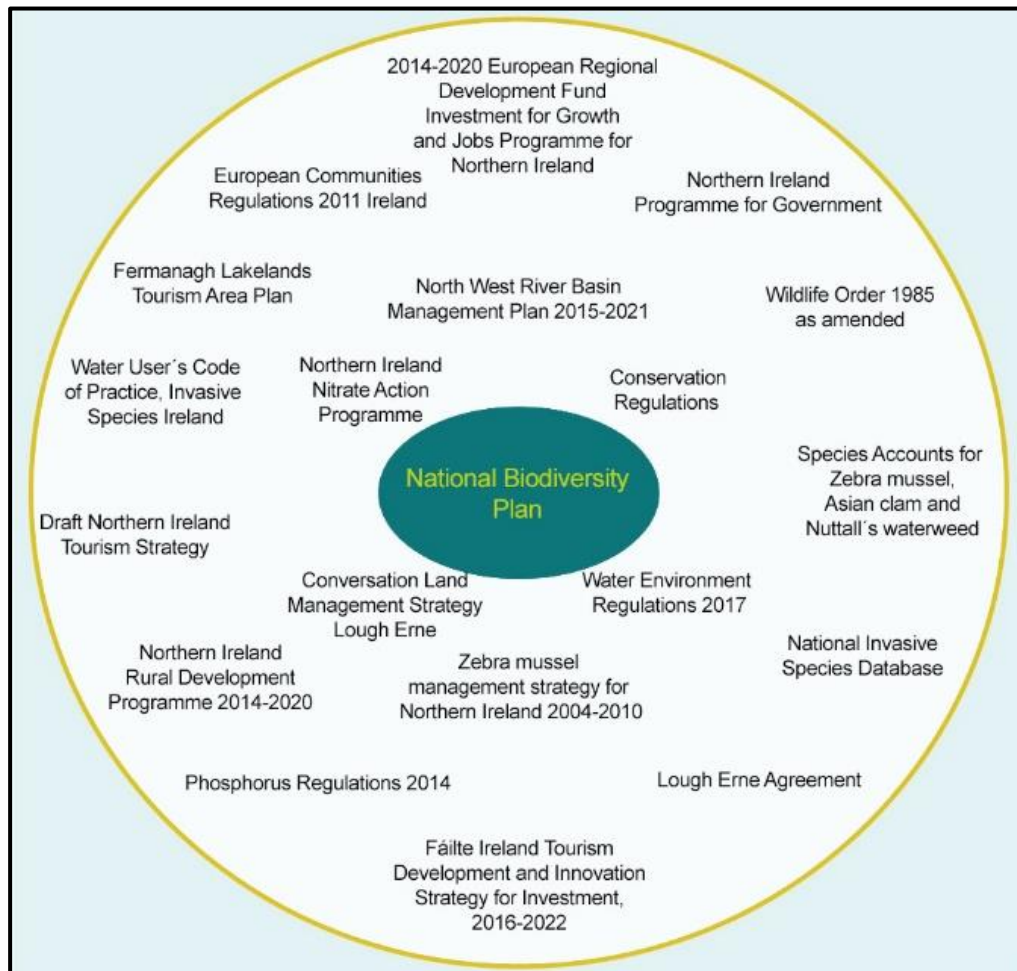 2014-2020 European Regional
Development Fund
Investment for Growth
and Jobs Programme for
Northern Ireland
European Communities
Regulations 2011 Ireland
Northern Ireland
Programme for Government
Fermanagh Lakelands
Tourism Area Plan
North West River Basin
Management Plan 2015-2021
Wildlife Order 1985
as amended
Water User´s Code
of Practice, Invasive
Species Ireland
Northern Ireland
Nitrate Action
Programme
Conservation
Regulations
National Biodiversity
Plan
Species Accounts for
Zebra mussel,
Asian clam and
Nuttall´s waterweed
Draft Northern Ireland
Tourism Strategy
Conversation Land
Management Strategy
Lough Erne
Water Environment
Regulations 2017
Northern Ireland
Rural Development
Programme 2014-2020
Zebra mussel
management strategy for
Northern Ireland 2004-2010
National Invasive
Species Database
Phosphorus Regulations 2014
Lough Erne Agreement
Fáilte Ireland Tourism
Development and Innovation
Strategy for Investment,
2016-2022